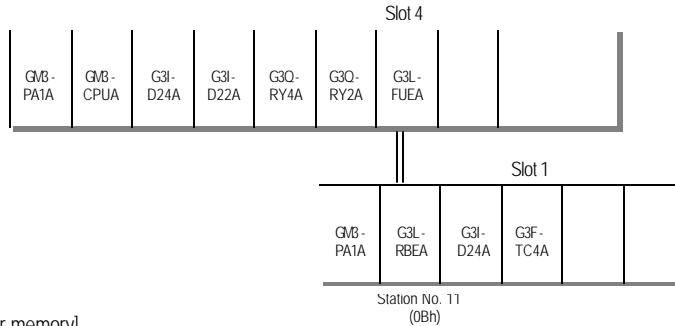 Slot 4
GM3 - PA1A
GM3 - CPUA
G3I- D24A
G3I- D22A
G3Q- RY4A
G3Q- RY2A
G3L- FUEA
Slot 1
GM3 - PA1A
G3L- RBEA
G3I- D24A
G3F- TC4A
Station No. 11
(0Bh)
r memory]